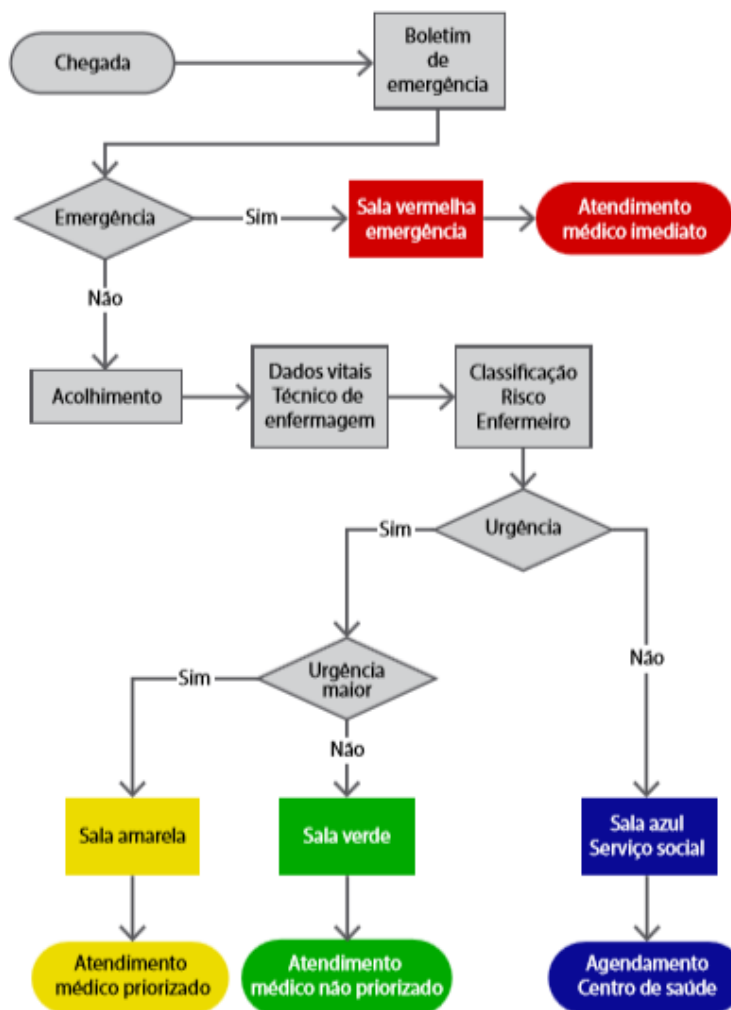 Chegada
Boletim
de
emergência
Emergência
Sim
Sala vermelha
emergência
Atendimento
médico imediato
Não
Acolhimento
Dados vitais
Técnico de
enfermagem
Classificação
Risco
Enfermeiro
Urgência
Sim
Não
Urgência
maior
Sim
Não
Sala amarela
Sala verde
Sala azul
Serviço social
Atendimento
médico priorizado
Atendimento
médico não priorizado
Agendamento
Centro de saúde